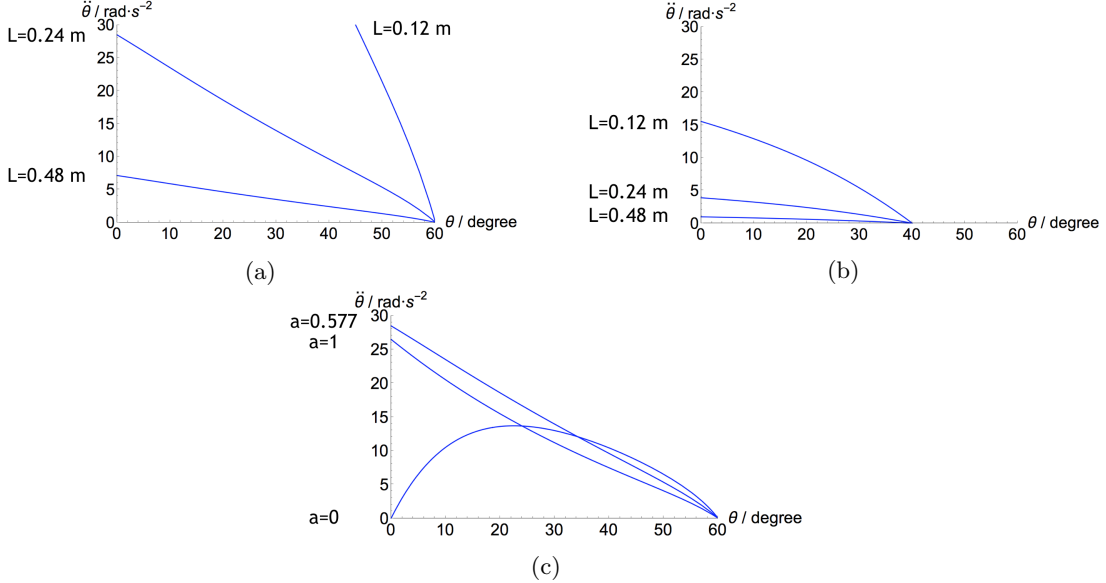 θ̈ / rad·s⁻²
30
25
20
15
10
5
0
L=0.24 m
L=0.48 m
L=0.12 m
0 10 20 30 40 50 60
θ / degree
(a)
θ̈ / rad·s⁻²
30
25
20
15
10
5
0
L=0.12 m
L=0.24 m
L=0.48 m
0 10 20 30 40 50 60
θ / degree
(b)
θ̈ / rad·s⁻²
30
25
20
15
10
5
0
a=0.577
a=1
a=0
0 10 20 30 40 50 60
θ / degree
(c)